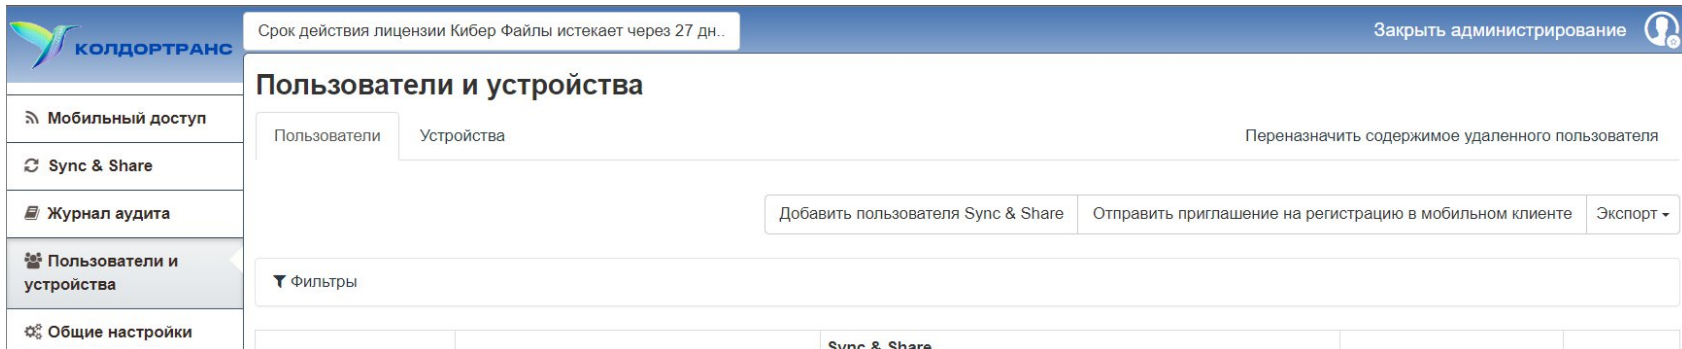 Срок действия лицензии Кибер Файлы истекает через 27 дн..
Закрыть администрирование
КОЛДОРТРАНС
Пользователи и устройства
Мобильный доступ
Пользователи
Устройства
Переназначить содержимое удаленного пользователя
Sync & Share
Журнал аудита
Добавить пользователя Sync & Share
Отправить приглашение на регистрацию в мобильном клиенте
Экспорт
Пользователи и
устройства
Фильтры
Общие настройки
Sync & Share